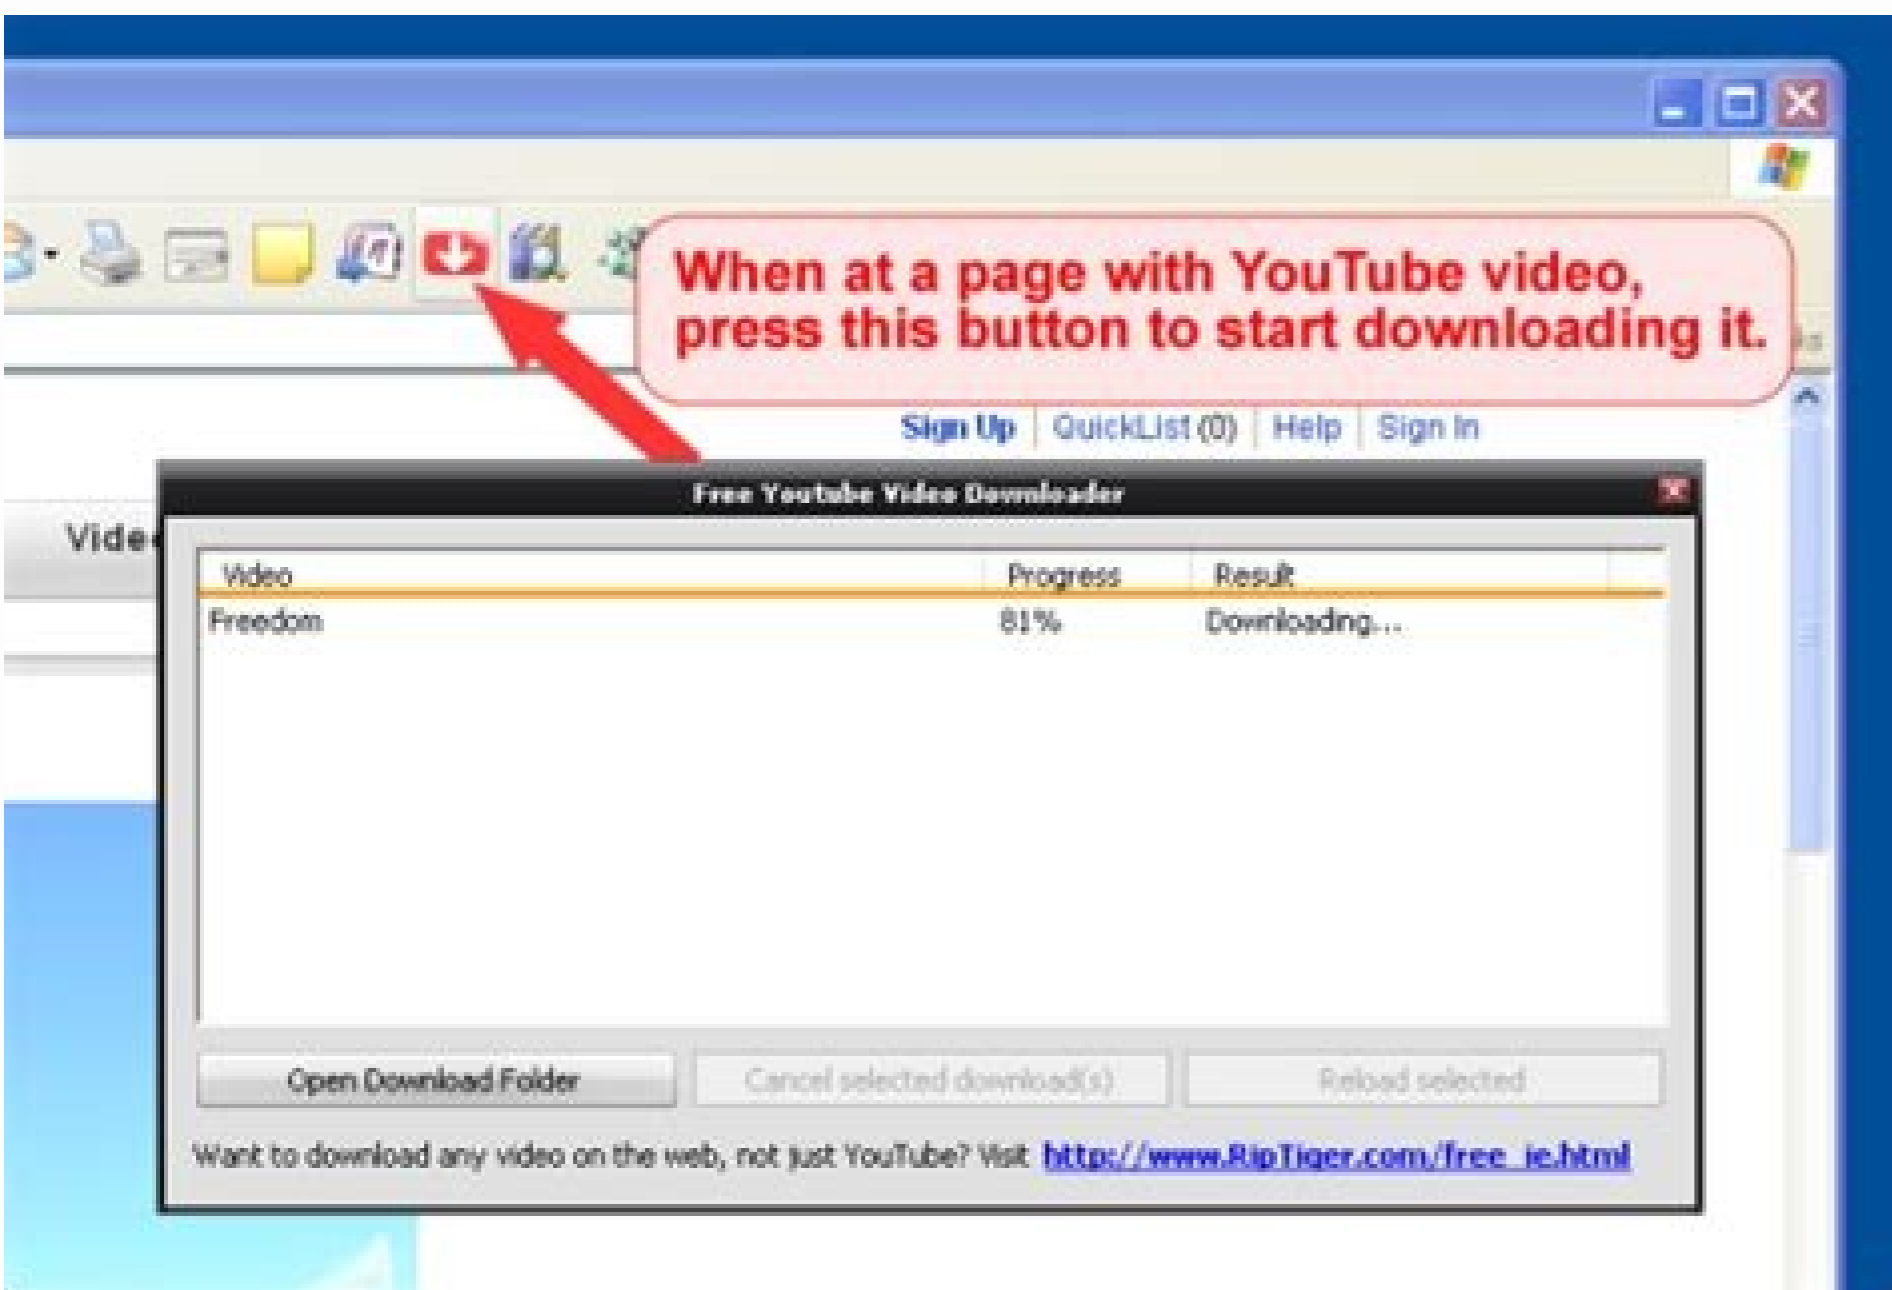 When at a page with YouTube video,
press this button to start downloading it.
Sign Up | QuickList (0) | Help | Sign In
Free Youtube Video Downloader
Video Progress Result
Freedom 81% Downloading...
Open Download Folder Cancel selected download(s) Reload selected
Want to download any video on the web, not just YouTube? Visit http://www.RipTiger.com/free_ie.html